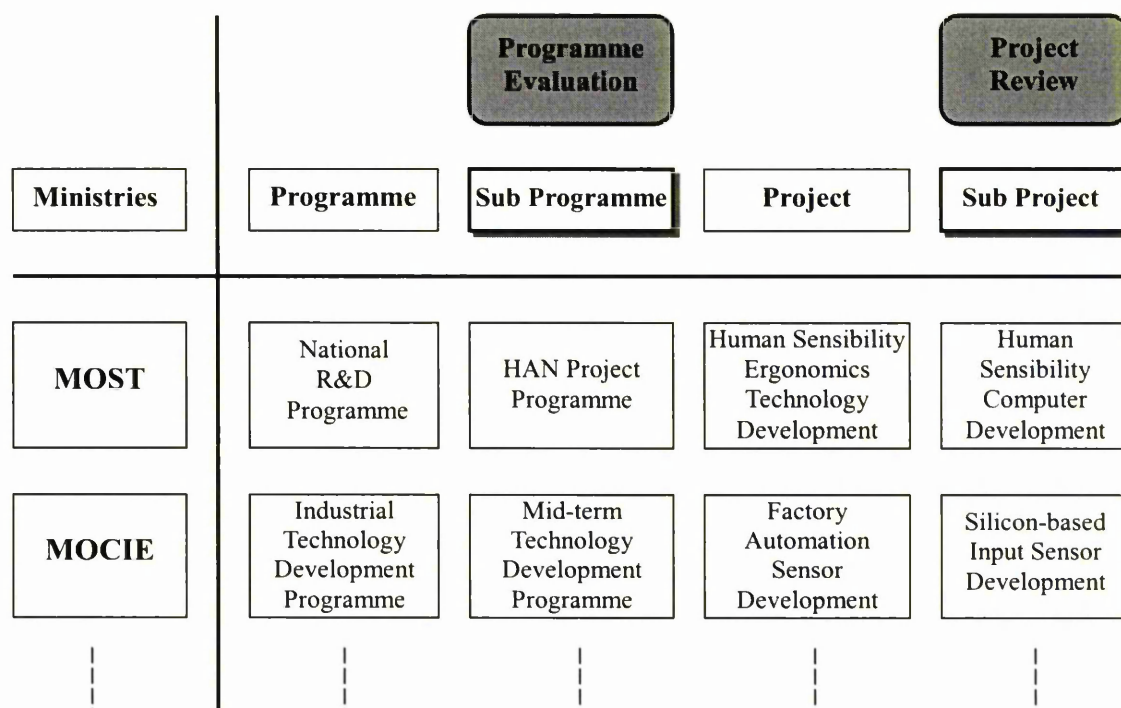 Programme
Evaluation
Project
Review
Ministries
Programme
Sub Programme
Project
Sub Project
MOST
National
R&D
Programme
HAN Project
Programme
Human Sensibility
Ergonomics
Technology
Development
Human
Sensibility
Computer
Development
MOCIE
Industrial
Technology
Development
Programme
Mid-term
Technology
Development
Programme
Factory
Automation
Sensor
Development
Silicon-based
Input Sensor
Development